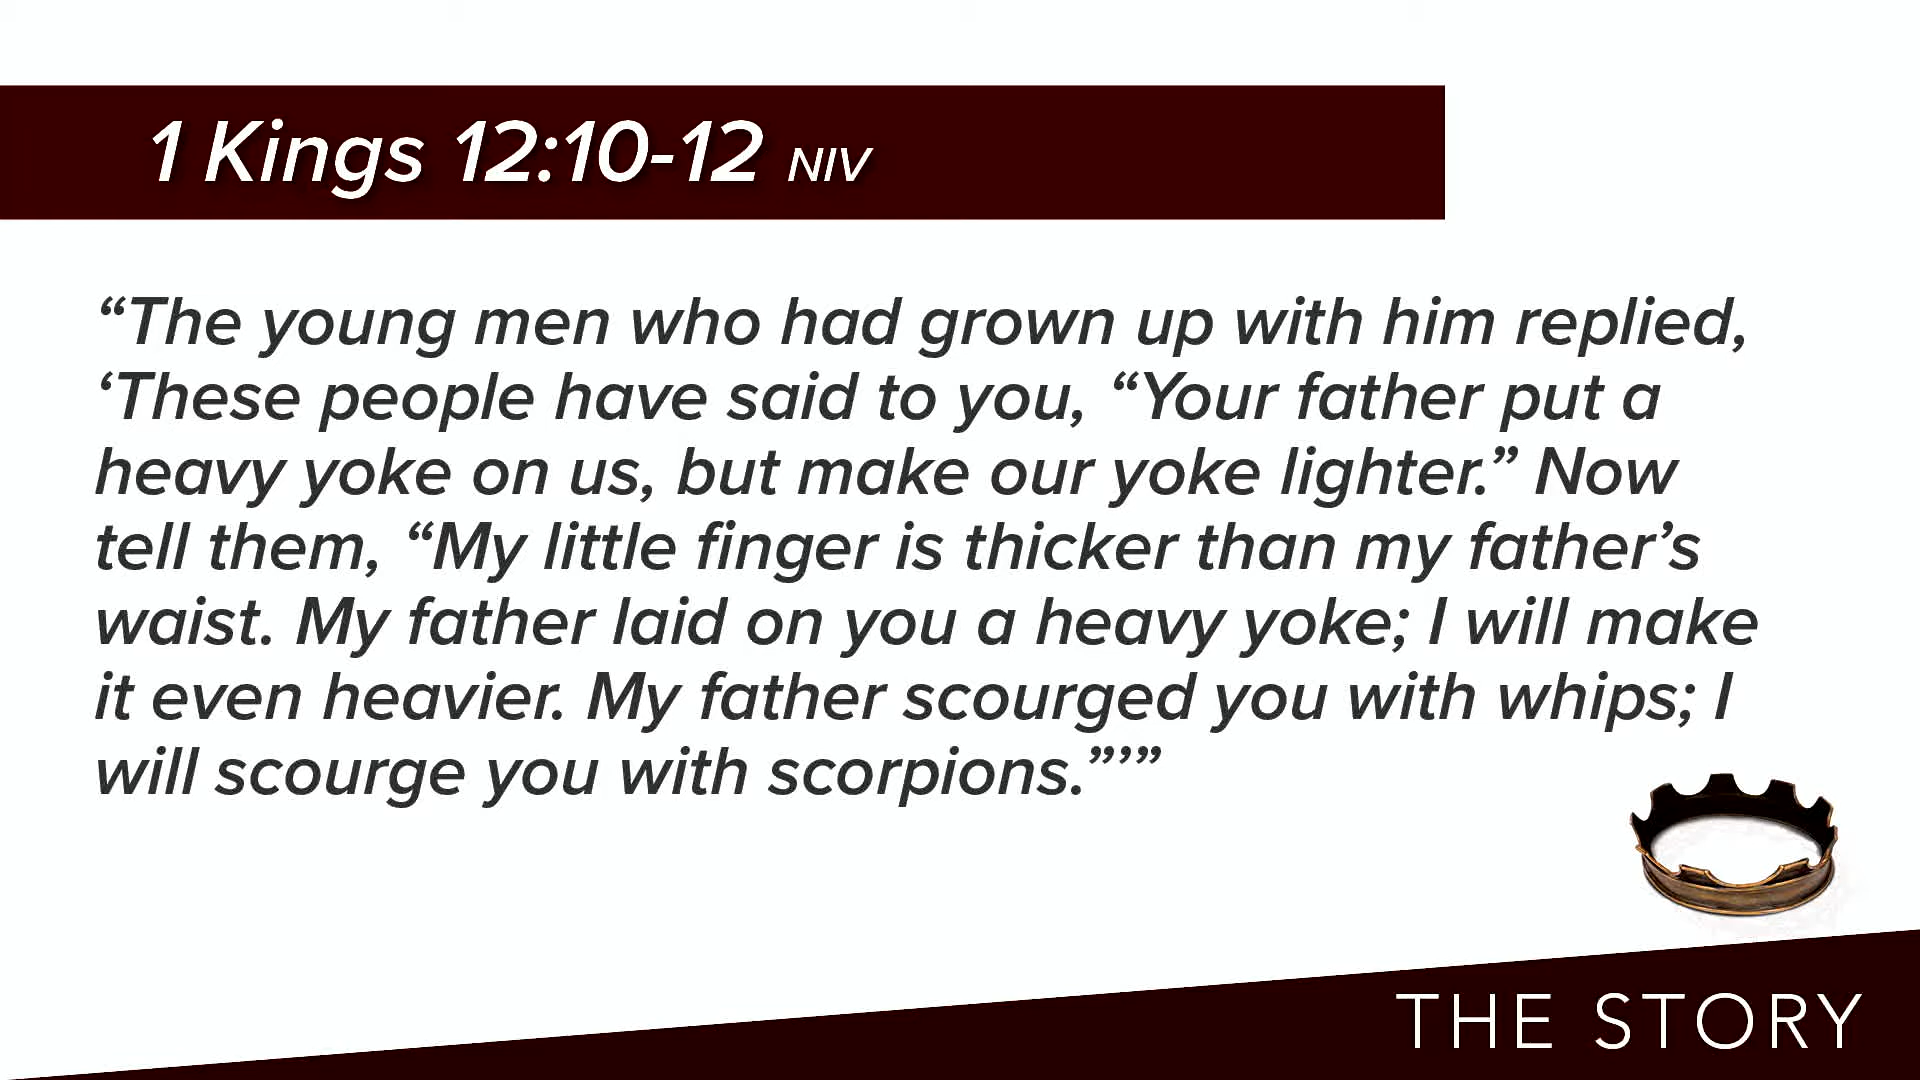 1 Kings 12:10-12 NIV
“The young men who had grown up with him replied,
‘These people have said to you, “Your father put a
heavy yoke on us, but make our yoke lighter.” Now
tell them, “My little finger is thicker than my father’s
waist. My father laid on you a heavy yoke; I will make
it even heavier. My father scourged you with whips; I
will scourge you with scorpions.”’”
THE STORY